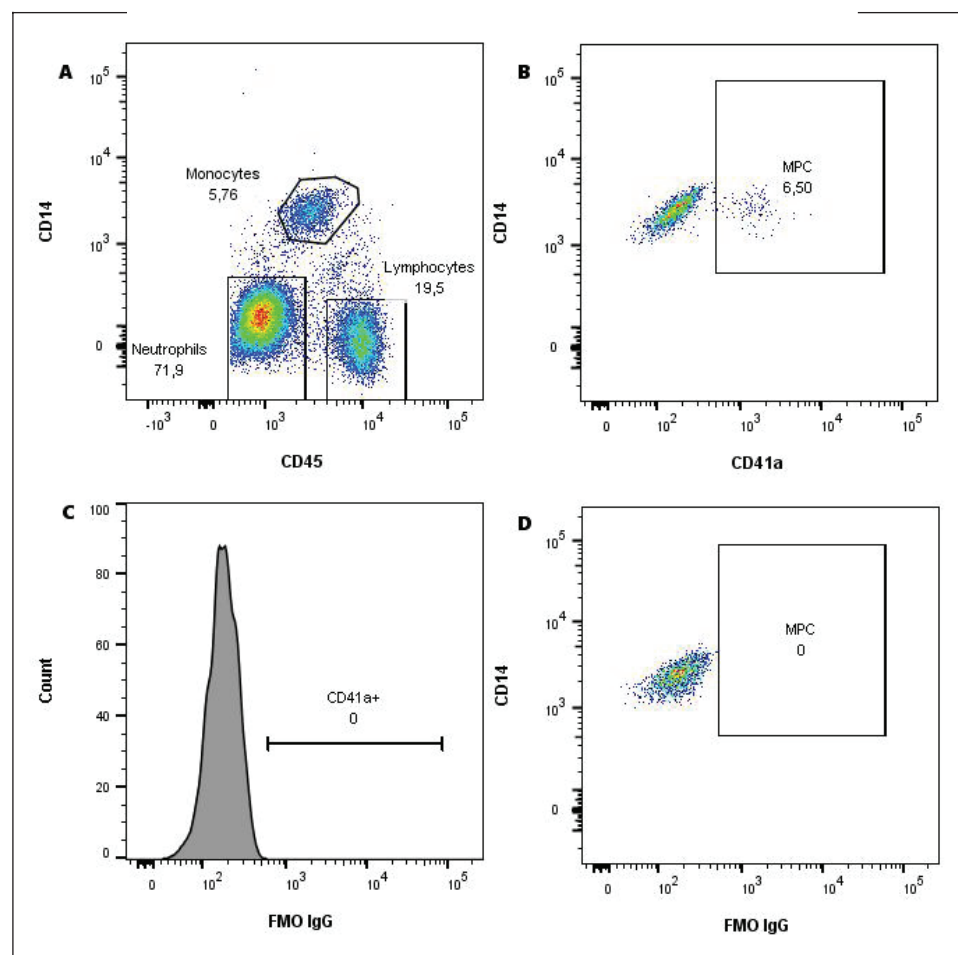 A
10^5
10^4
10^3
0
CD14
Monocytes
5,76
Lymphocytes
19,5
Neutrophils
71,9
-10^3 0 10^3 10^4 10^5
CD45
B
10^5
10^4
10^3
0
CD14
MPC
6,50
0 10^2 10^3 10^4 10^5
CD41a
C
100
80
60
40
20
0
Count
CD41a+
0
0 10^2 10^3 10^4 10^5
FMO IgG
D
10^5
10^4
10^3
0
CD14
MPC
0
0 10^2 10^3 10^4 10^5
FMO IgG